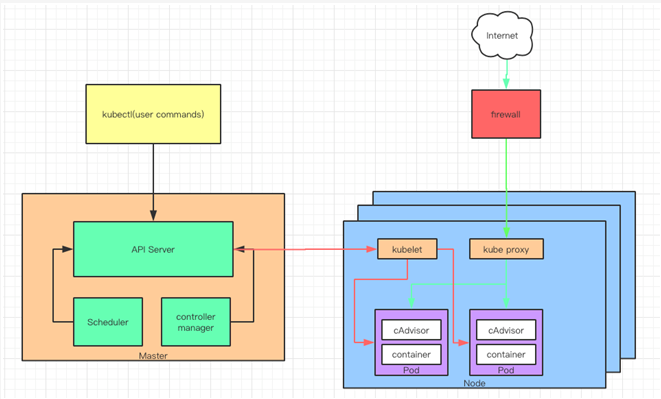 Internet
kubectl(user commands)
firewall
API Server
kubelet
kube proxy
Scheduler
controller
manager
cAdvisor
cAdvisor
container
container
Pod
Pod
Master
Node